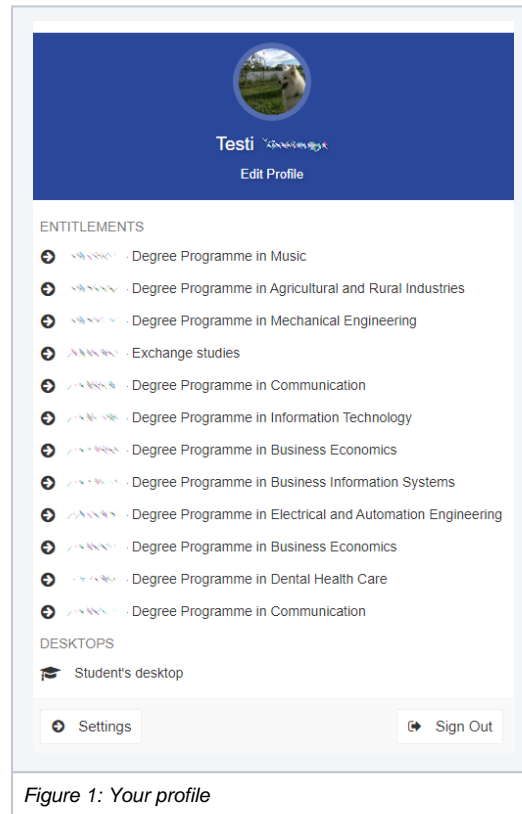 Testi
Edit Profile
ENTITLEMENTS
· Degree Programme in Music
· Degree Programme in Agricultural and Rural Industries
· Degree Programme in Mechanical Engineering
· Exchange studies
· Degree Programme in Communication
· Degree Programme in Information Technology
· Degree Programme in Business Economics
· Degree Programme in Business Information Systems
· Degree Programme in Electrical and Automation Engineering
· Degree Programme in Business Economics
· Degree Programme in Dental Health Care
· Degree Programme in Communication
DESKTOPS
Student's desktop
Settings
Sign Out
Figure 1: Your profile